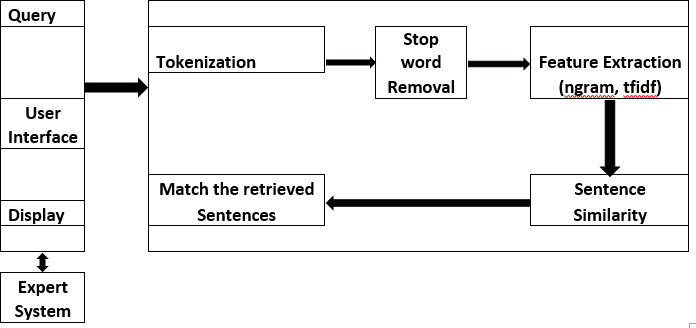 Query
User
Interface
Display
Expert
System
Tokenization
Stop
word
Removal
Feature Extraction
(ngram, tfidf)
Sentence
Similarity
Match the retrieved
Sentences